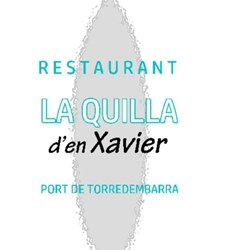 RESTAURANT
LA QUILLA
d'en Xavier
PORT DE TORREDEMBARRA